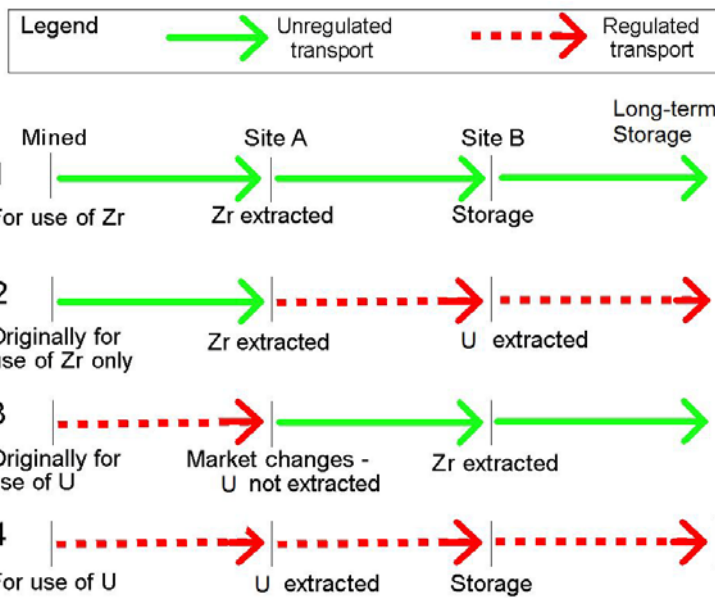 Legend
Unregulated
transport
Regulated
transport
Long-term
Storage
Mined
Site A
Site B
For use of Zr
Zr extracted
Storage
2
Originally for
use of Zr only
Zr extracted
U extracted
3
Originally for
use of U
Market changes -
U not extracted
Zr extracted
4
For use of U
U extracted
Storage